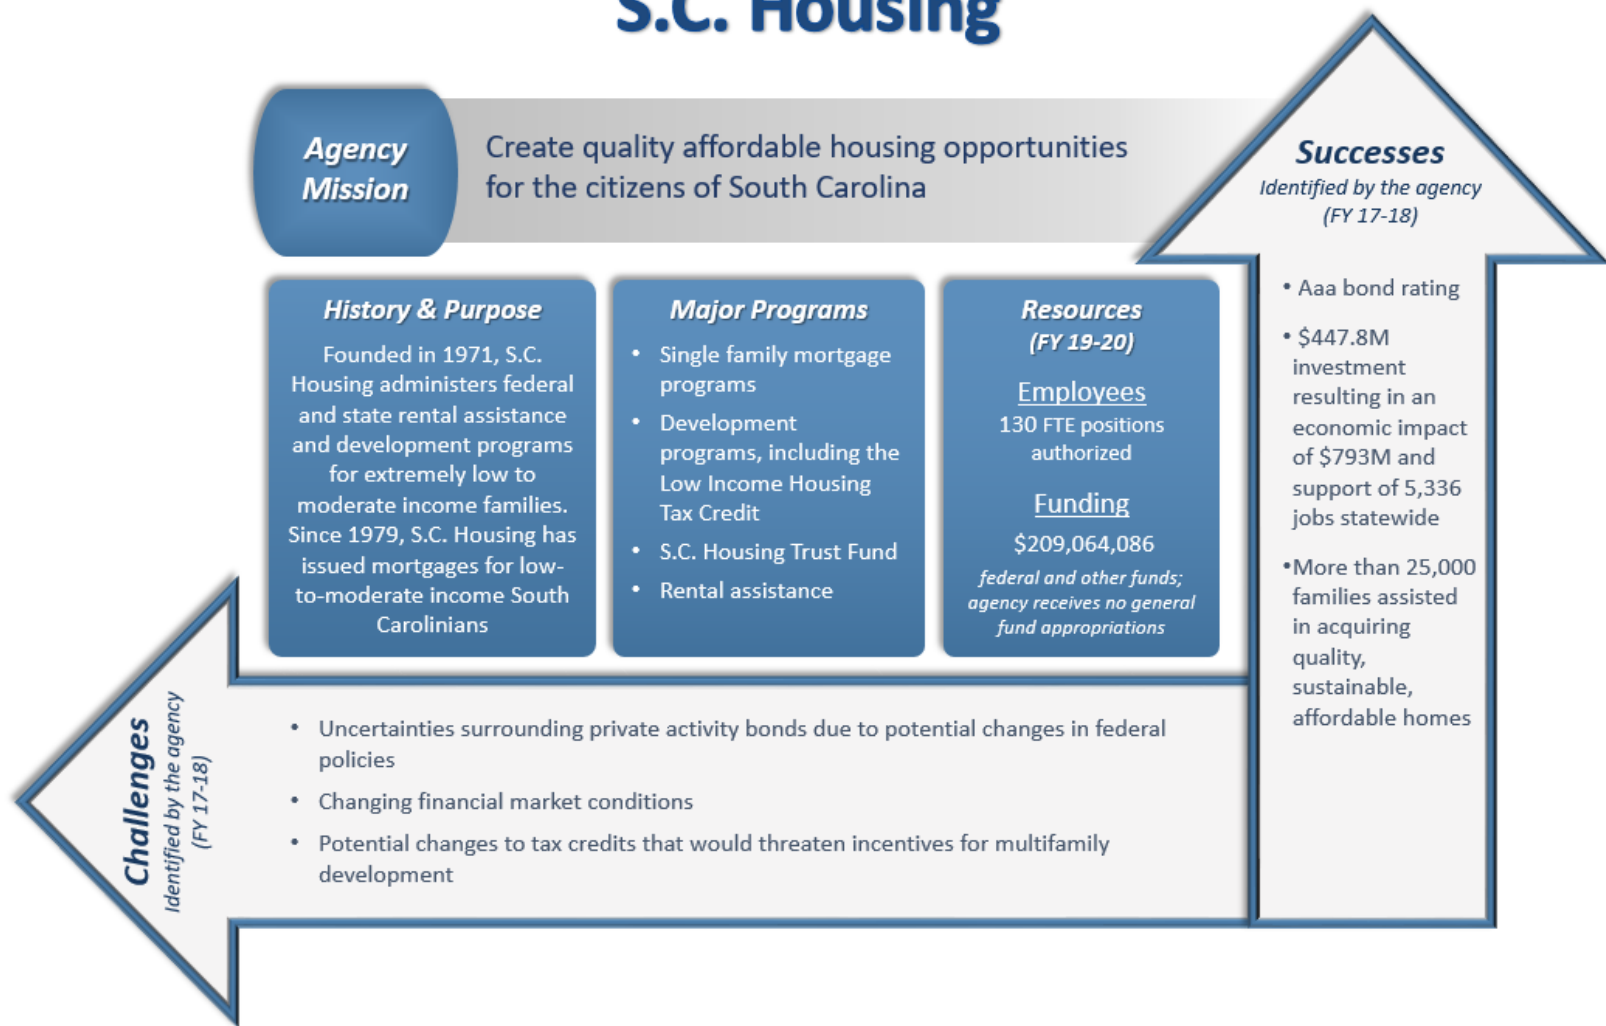 S.C. Housing
Agency
Mission
Create quality affordable housing opportunities
for the citizens of South Carolina
Successes
Identified by the agency
(FY 17-18)
• Aaa bond rating
• $447.8M
investment
resulting in an
economic impact
of $793M and
support of 5,336
jobs statewide
•More than 25,000
families assisted
in acquiring
quality,
sustainable,
affordable homes
History & Purpose
Founded in 1971, S.C.
Housing administers federal
and state rental assistance
and development programs
for extremely low to
moderate income families.
Since 1979, S.C. Housing has
issued mortgages for low-
to-moderate income South
Carolinians
Major Programs
• Single family mortgage
programs
• Development
programs, including the
Low Income Housing
Tax Credit
• S.C. Housing Trust Fund
• Rental assistance
Resources
(FY 19-20)
Employees
130 FTE positions
authorized
Funding
$209,064,086
federal and other funds;
agency receives no general
fund appropriations
Challenges
Identified by the agency
(FY 17-18)
• Uncertainties surrounding private activity bonds due to potential changes in federal
policies
• Changing financial market conditions
• Potential changes to tax credits that would threaten incentives for multifamily
development